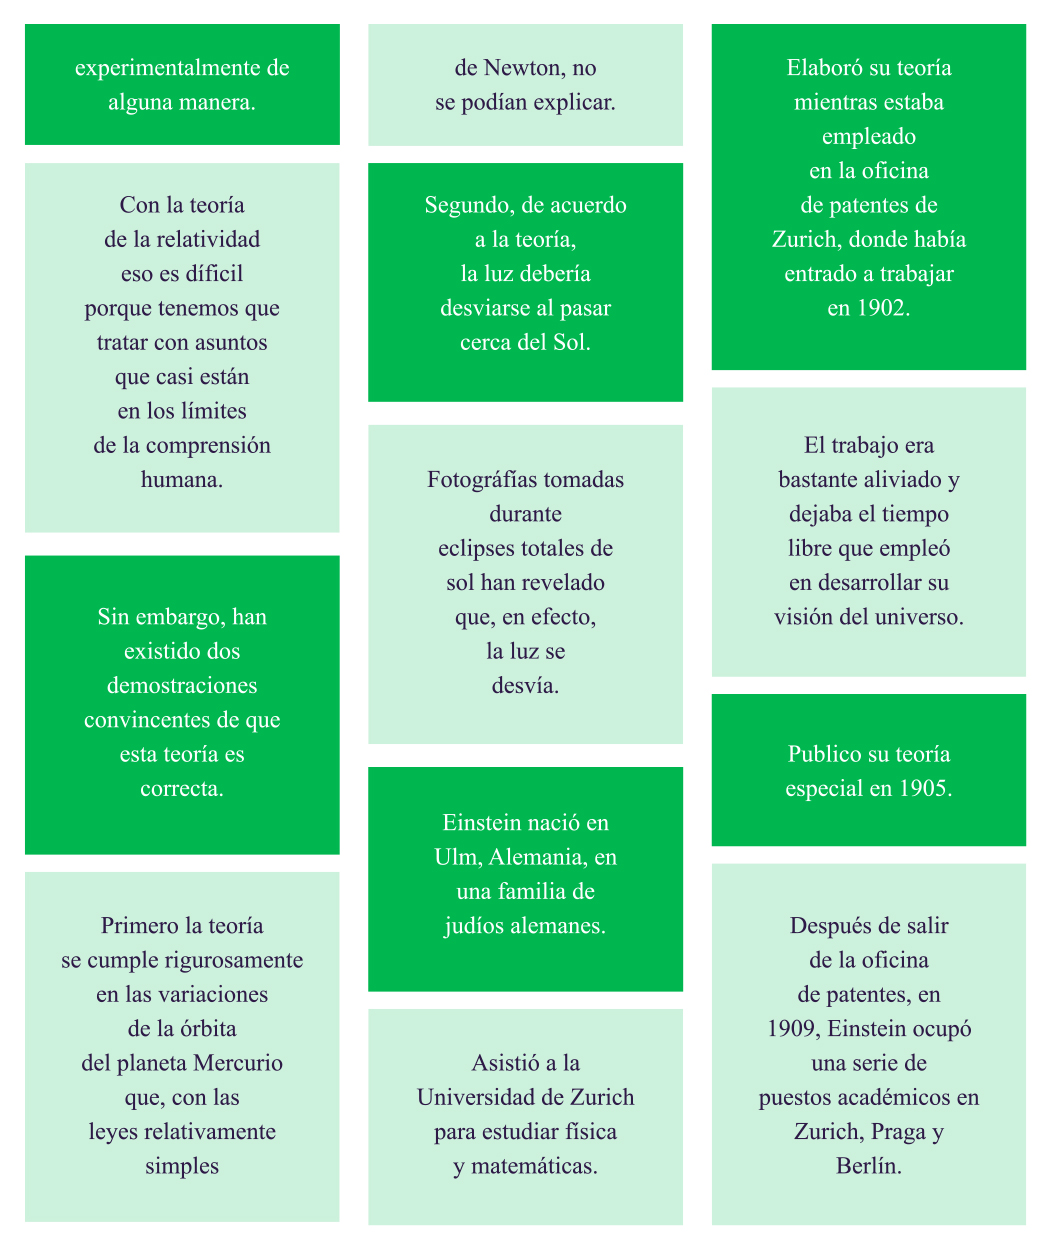 experimentalmente de
alguna manera.
Con la teoría
de la relatividad
eso es díficil
porque tenemos que
tratar con asuntos
que casi están
en los límites
de la comprensión
humana.
Sin embargo, han
existido dos
demostraciones
convincentes de que
esta teoría es
correcta.
Primero la teoría
se cumple rigurosamente
en las variaciones
de la órbita
del planeta Mercurio
que, con las
leyes relativamente
simples
de Newton, no
se podían explicar.
Segundo, de acuerdo
a la teoría,
la luz debería
desviarse al pasar
cerca del Sol.
Fotográfías tomadas
durante
eclipses totales de
sol han revelado
que, en efecto,
la luz se
desvía.
Einstein nació en
Ulm, Alemania, en
una familia de
judíos alemanes.
Asistió a la
Universidad de Zurich
para estudiar física
y matemáticas.
Elaboró su teoría
mientras estaba
empleado
en la oficina
de patentes de
Zurich, donde había
entrado a trabajar
en 1902.
El trabajo era
bastante aliviado y
dejaba el tiempo
libre que empleó
en desarrollar su
visión del universo.
Publico su teoría
especial en 1905.
Después de salir
de la oficina
de patentes, en
1909, Einstein ocupó
una serie de
puestos académicos en
Zurich, Praga y
Berlín.